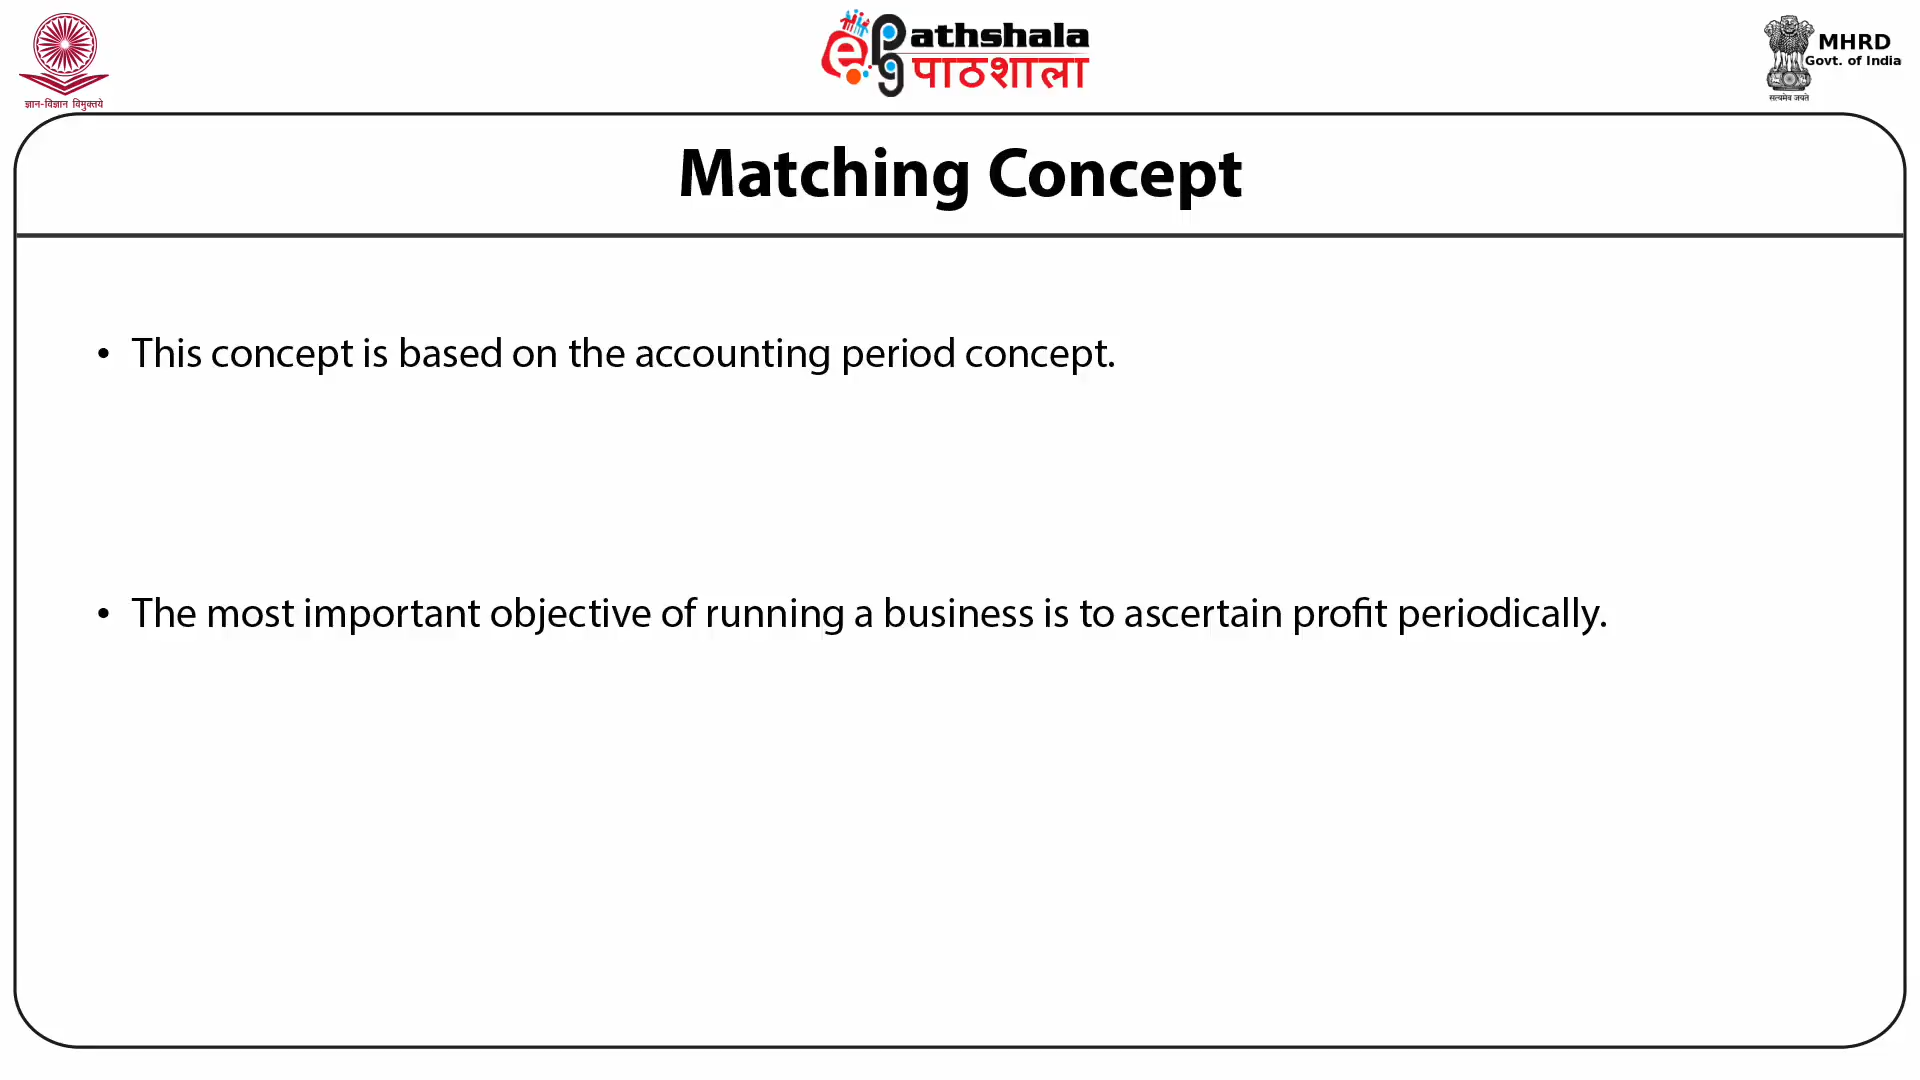 ज्ञान-विज्ञान विमुक्तये
ePathshala
पाठशाला
MHRD
Govt. of India
सत्यमेव जयते
Matching Concept
• This concept is based on the accounting period concept.
• The most important objective of running a business is to ascertain profit periodically.